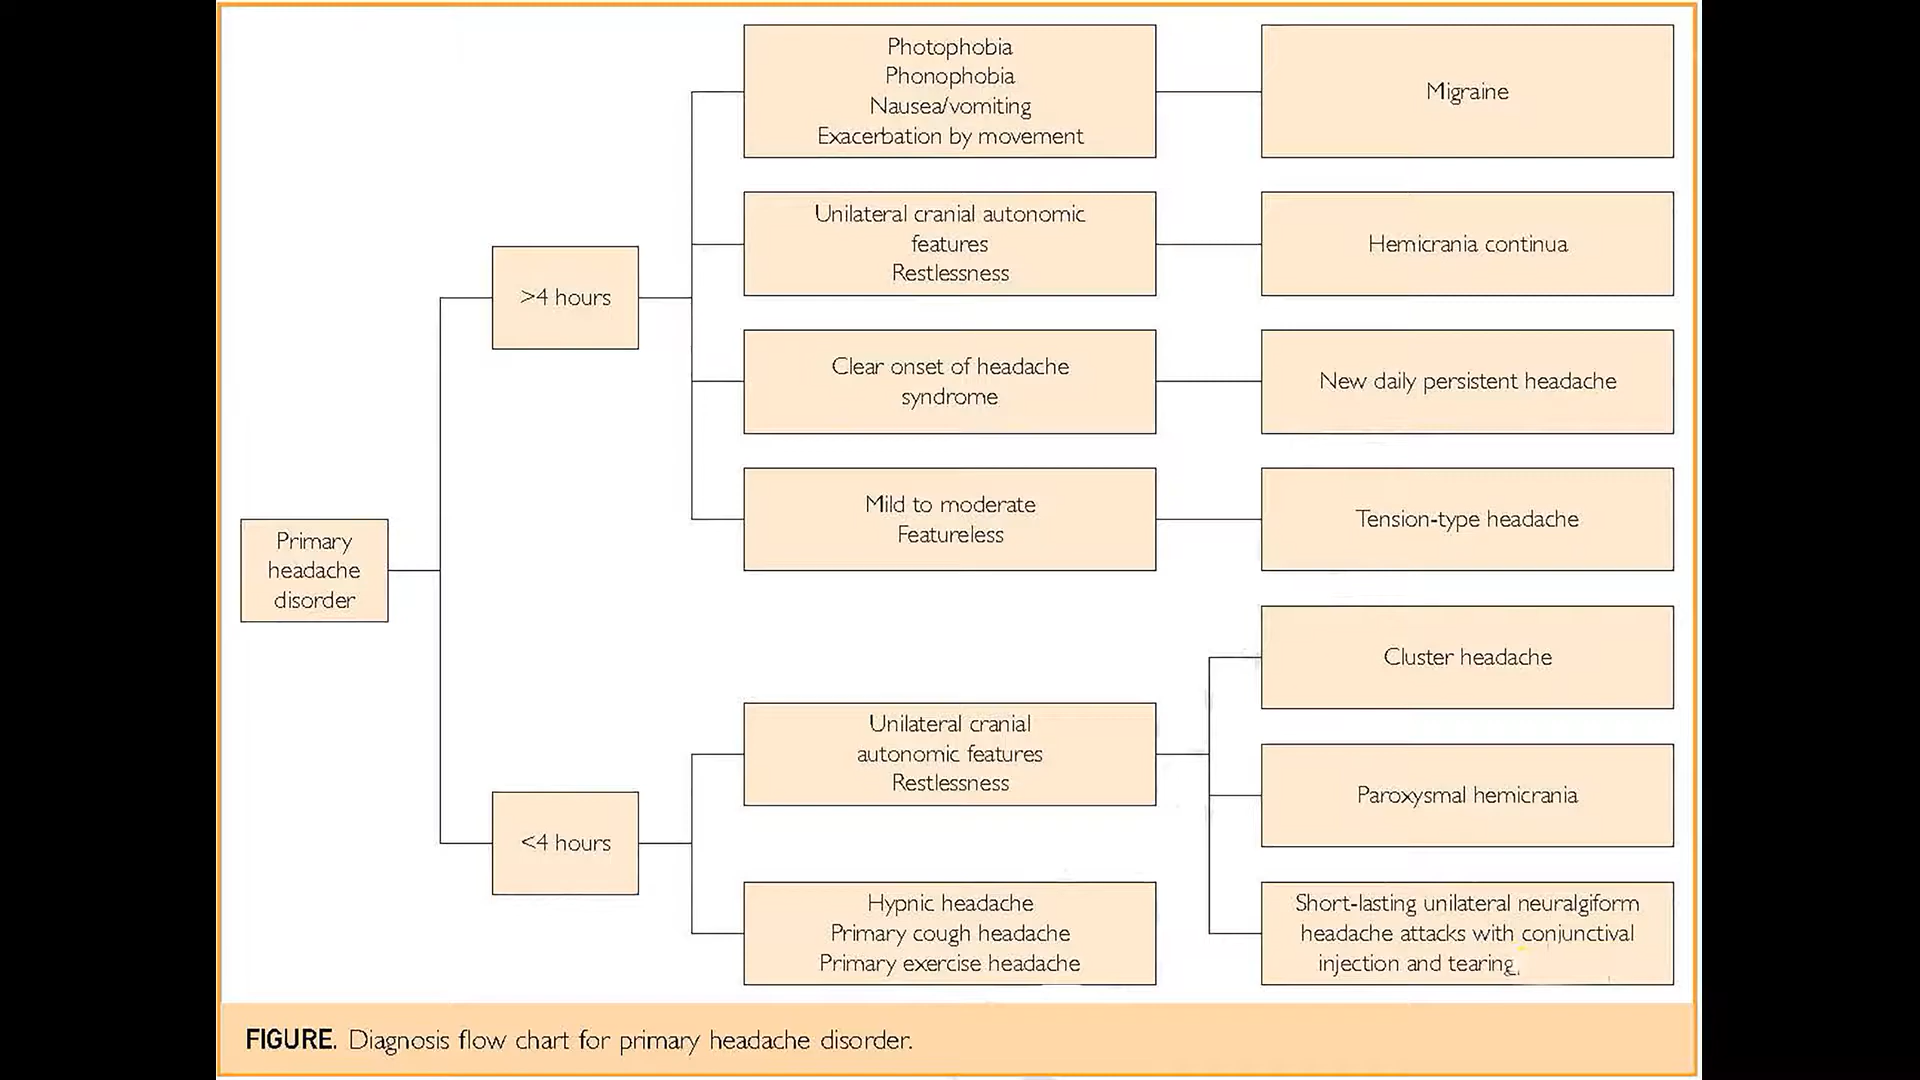 Primary
headache
disorder
>4 hours
Photophobia
Phonophobia
Nausea/vomiting
Exacerbation by movement
Migraine
Unilateral cranial autonomic
features
Restlessness
Hemicrania continua
Clear onset of headache
syndrome
New daily persistent headache
Mild to moderate
Featureless
Tension-type headache
<4 hours
Unilateral cranial
autonomic features
Restlessness
Cluster headache
Paroxysmal hemicrania
Short-lasting unilateral neuralgiform
headache attacks with conjunctival
injection and tearing
Hypnic headache
Primary cough headache
Primary exercise headache
FIGURE. Diagnosis flow chart for primary headache disorder.